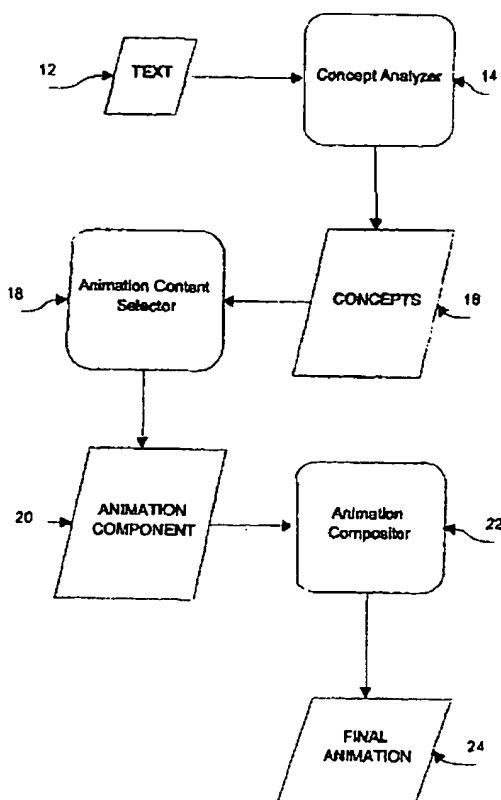 12
TEXT
Concept Analyzer
14
18
Animation Content
Selector
CONCEPTS
18
20
ANIMATION
COMPONENT
Animation
Compositor
22
FINAL
ANIMATION
24